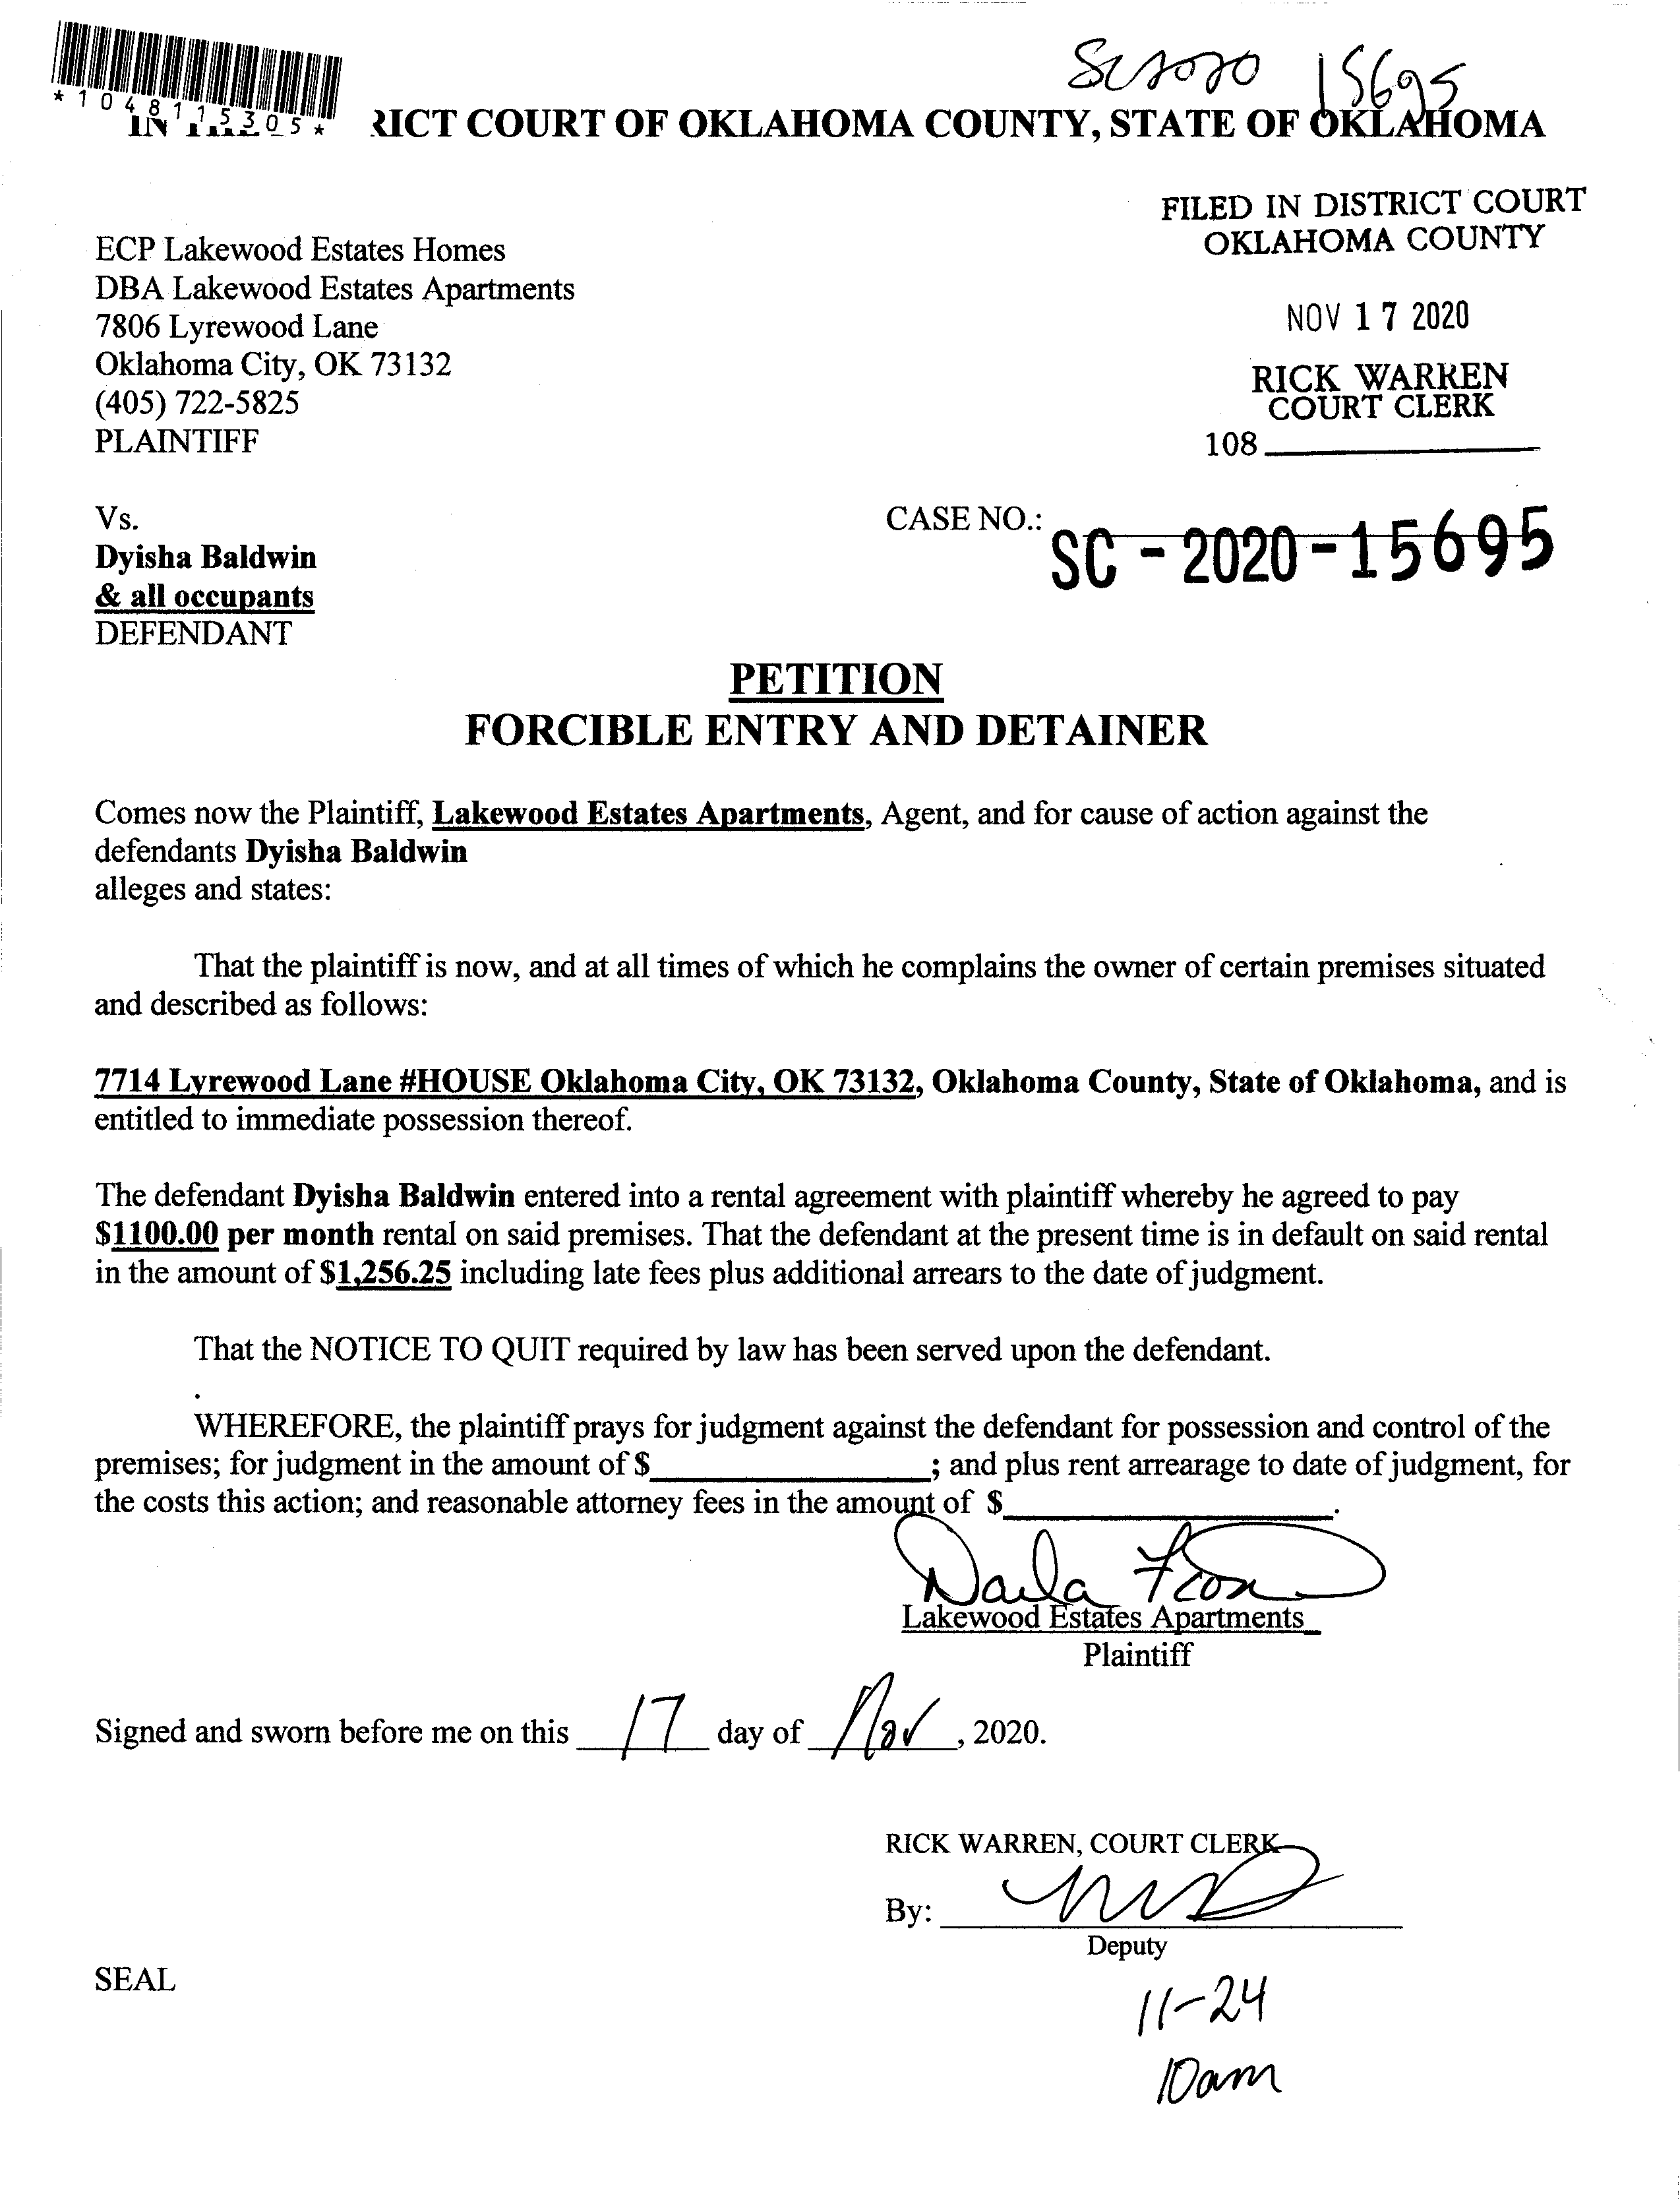 SC2020 15695
*1048115305*
IN RICT COURT OF OKLAHOMA COUNTY, STATE OF OKLAHOMA
FILED IN DISTRICT COURT
OKLAHOMA COUNTY
NOV 17 2020
RICK WARREN
COURT CLERK
108
ECP Lakewood Estates Homes
DBA Lakewood Estates Apartments
7806 Lyrewood Lane
Oklahoma City, OK 73132
(405) 722-5825
PLAINTIFF
Vs.
Dyisha Baldwin
& all occupants
DEFENDANT
CASE NO.: SC-2020-15695
PETITION
FORCIBLE ENTRY AND DETAINER
Comes now the Plaintiff, Lakewood Estates Apartments, Agent, and for cause of action against the
defendants Dyisha Baldwin
alleges and states:
That the plaintiff is now, and at all times of which he complains the owner of certain premises situated
and described as follows:
7714 Lyrewood Lane #HOUSE Oklahoma City, OK 73132, Oklahoma County, State of Oklahoma, and is
entitled to immediate possession thereof.
The defendant Dyisha Baldwin entered into a rental agreement with plaintiff whereby he agreed to pay
$1100.00 per month rental on said premises. That the defendant at the present time is in default on said rental
in the amount of $1,256.25 including late fees plus additional arrears to the date of judgment.
That the NOTICE TO QUIT required by law has been served upon the defendant.
.
WHEREFORE, the plaintiff prays for judgment against the defendant for possession and control of the
premises; for judgment in the amount of $ ; and plus rent arrearage to date of judgment, for
the costs this action; and reasonable attorney fees in the amount of $ .
Lakewood Estates Apartments
Plaintiff
Signed and sworn before me on this 17 day of Nov, 2020.
RICK WARREN, COURT CLERK
By:
Deputy
SEAL
11-24
10am